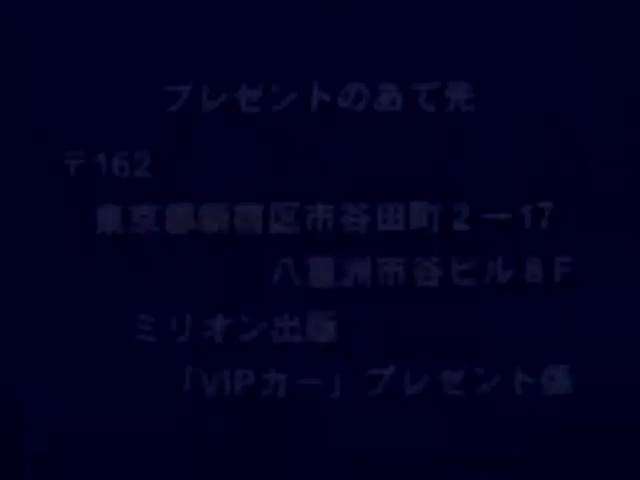 プレゼントのあて先
〒162
東京都新宿区市谷田町2ー17
八重洲市谷ビル8F
ミリオン出版
「VIPカー」プレゼント係